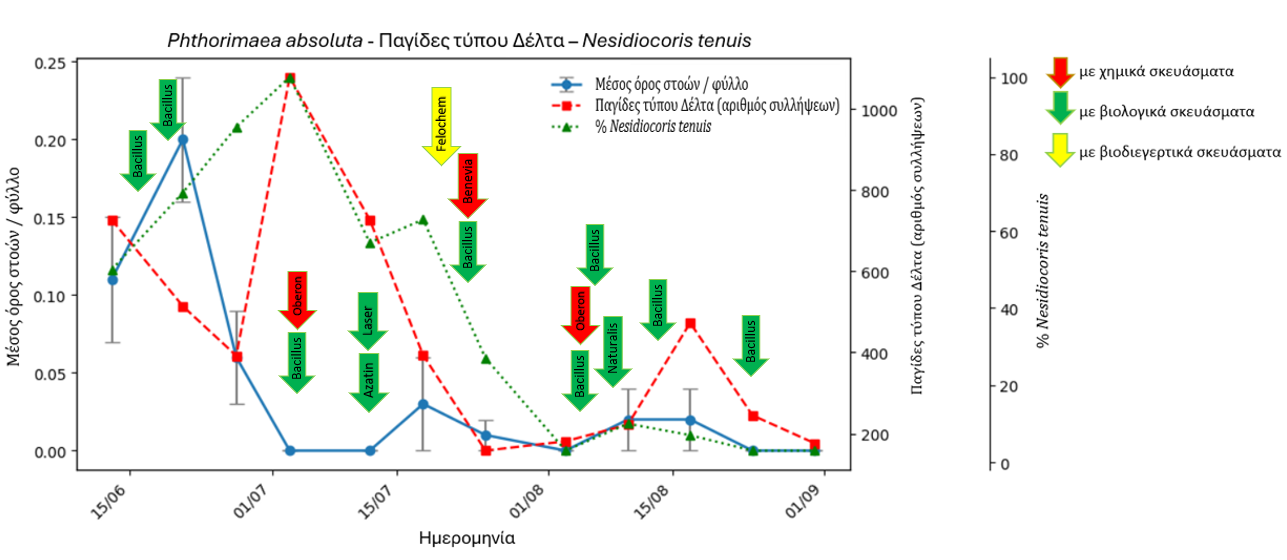 Phthorimaea absoluta - Παγίδες τύπου Δέλτα – Nesidiocoris tenuis
Μέσος όρος στοών / φύλλο
0.25
0.20
0.15
0.10
0.05
0.00
15/06
01/07
15/07
01/08
15/08
01/09
Ημερομηνία
Μέσος όρος στοών / φύλλο
Παγίδες τύπου Δέλτα (αριθμός συλλήψεων)
% Nesidiocoris tenuis
Bacillus
Bacillus
Oberon
Bacillus
Laser
Azatin
Felochem
Benevia
Bacillus
Bacillus
Oberon
Bacillus
Naturalis
Bacillus
Bacillus
1000
800
600
400
200
Παγίδες τύπου Δέλτα (αριθμός συλλήψεων)
100
80
60
40
20
0
% Nesidiocoris tenuis
με χημικά σκευάσματα
με βιολογικά σκευάσματα
με βιοδιεγερτικά σκευάσματα